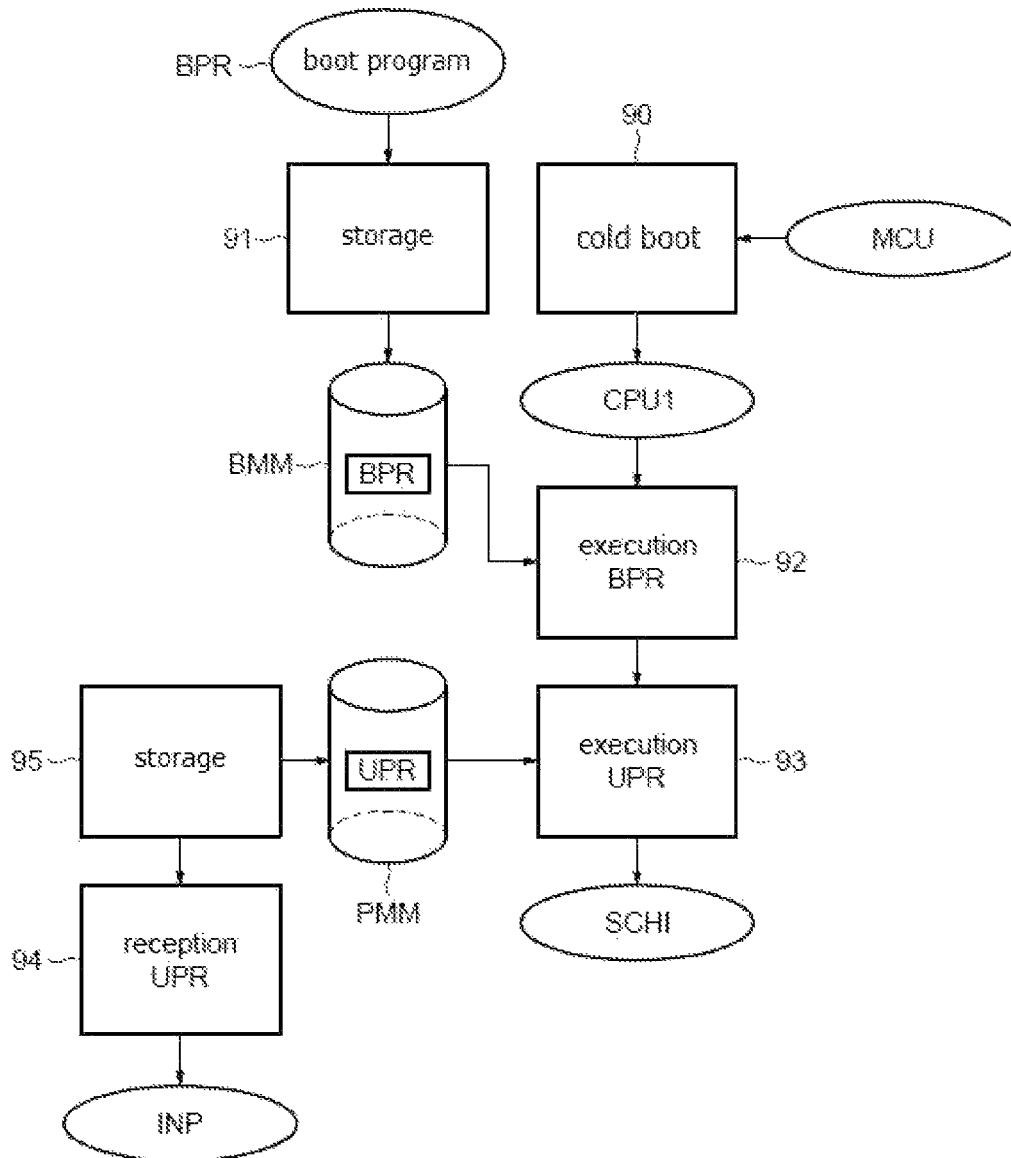 BPR
boot program
90
91
storage
cold boot
MCU
CPU1
BMM
BPR
execution
BPR
92
95
storage
UPR
execution
UPR
93
PMM
SCHI
94
reception
UPR
INP